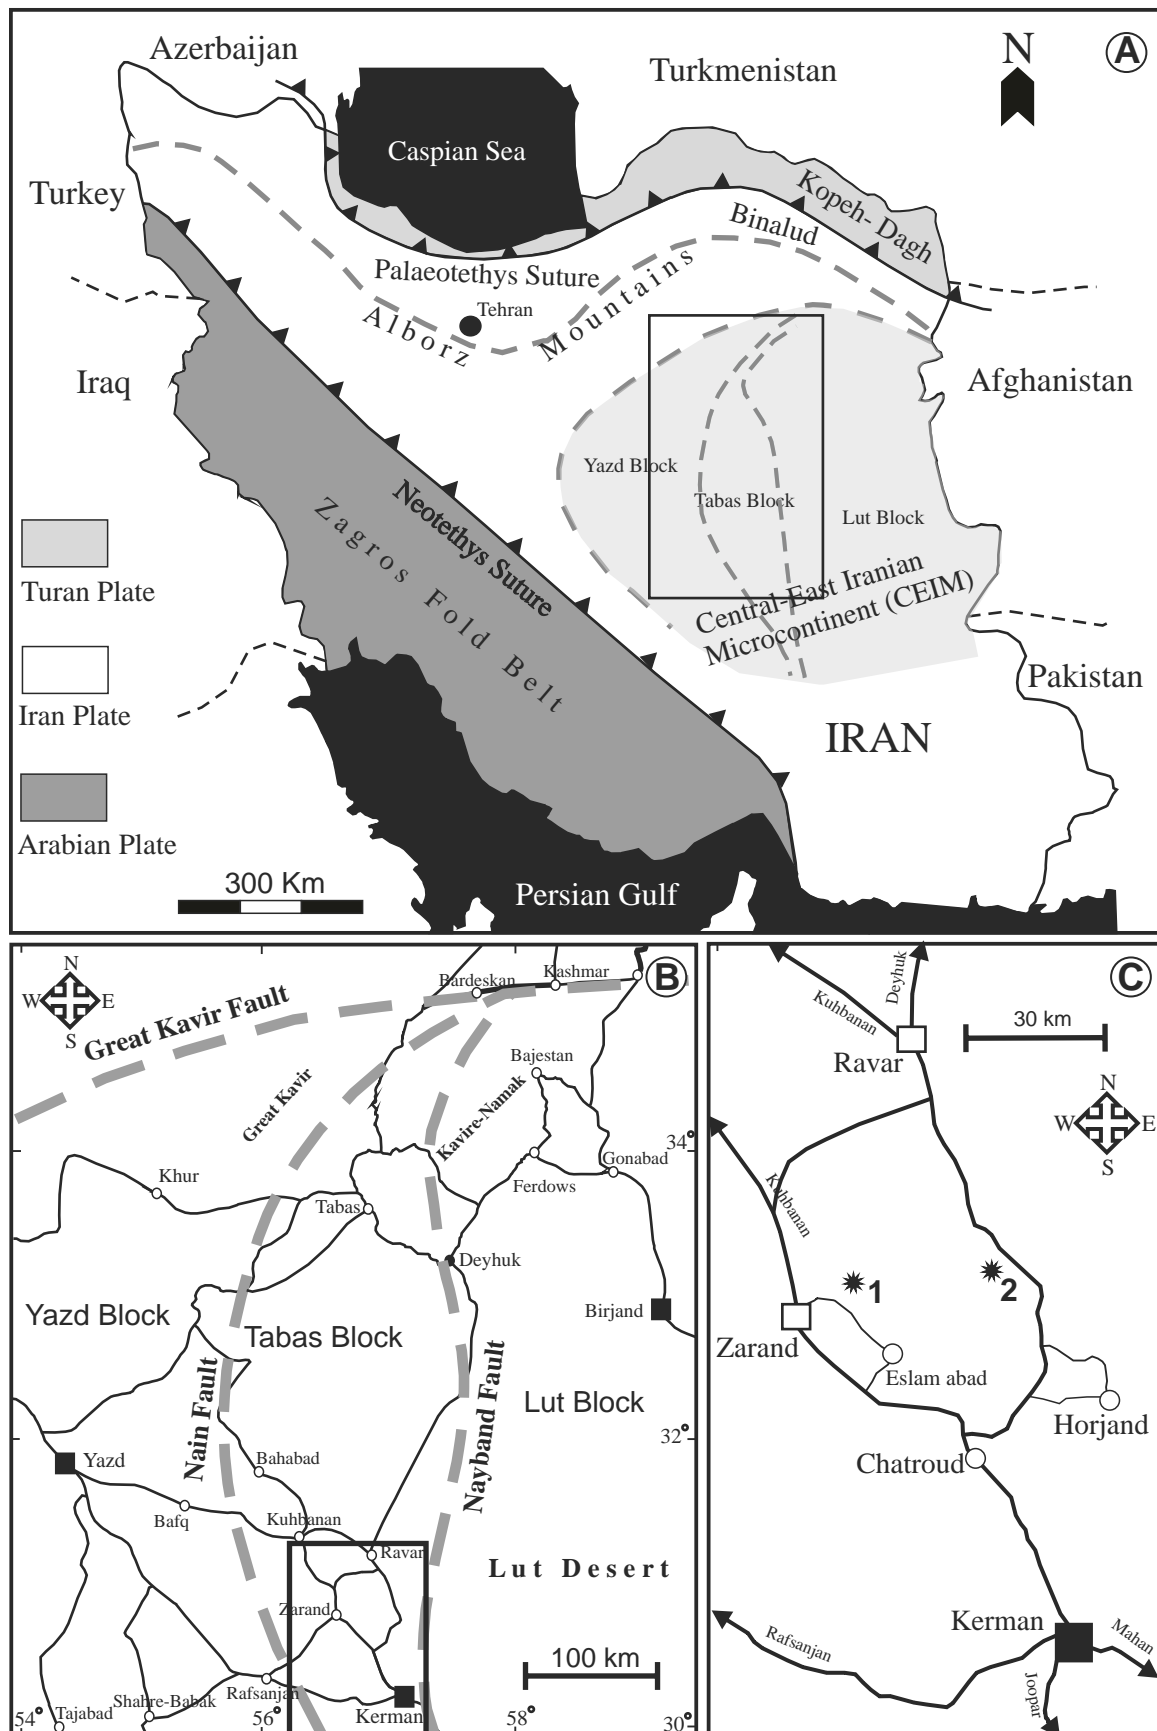 A
N
Azerbaijan
Turkmenistan
Caspian Sea
Turkey
Kopeh- Dagh
Binalud
Palaeotethys Suture
Tehran
Alborz Mountains
Iraq
Afghanistan
Yazd Block
Tabas Block
Lut Block
Neotethys Suture
Zagros Fold Belt
Central-East Iranian
Microcontinent (CEIM)
Turan Plate
Iran Plate
Arabian Plate
Pakistan
IRAN
300 Km
Persian Gulf
B
N
W E
S
Great Kavir Fault
Bardeskan
Kashmar
Great Kavir
Bajestan
Kavire-Namak
34°
Khur
Gonabad
Ferdows
Tabas
Deyhuk
Yazd Block
Tabas Block
Birjand
Lut Block
Nain Fault
Nayband Fault
32°
Yazd
Bahabad
Bafq
Kuhbanan
Ravar
Lut Desert
Zarand
100 km
Rafsanjan
Shahre-Babak
Tajabad
Kerman
54°
56°
58°
30°
C
Kuhbanan
Deyhuk
30 km
Ravar
N
W E
S
Kuhbanan
1
2
Zarand
Eslam abad
Horjand
Chatroud
Kerman
Rafsanjan
Mahan
Joopar